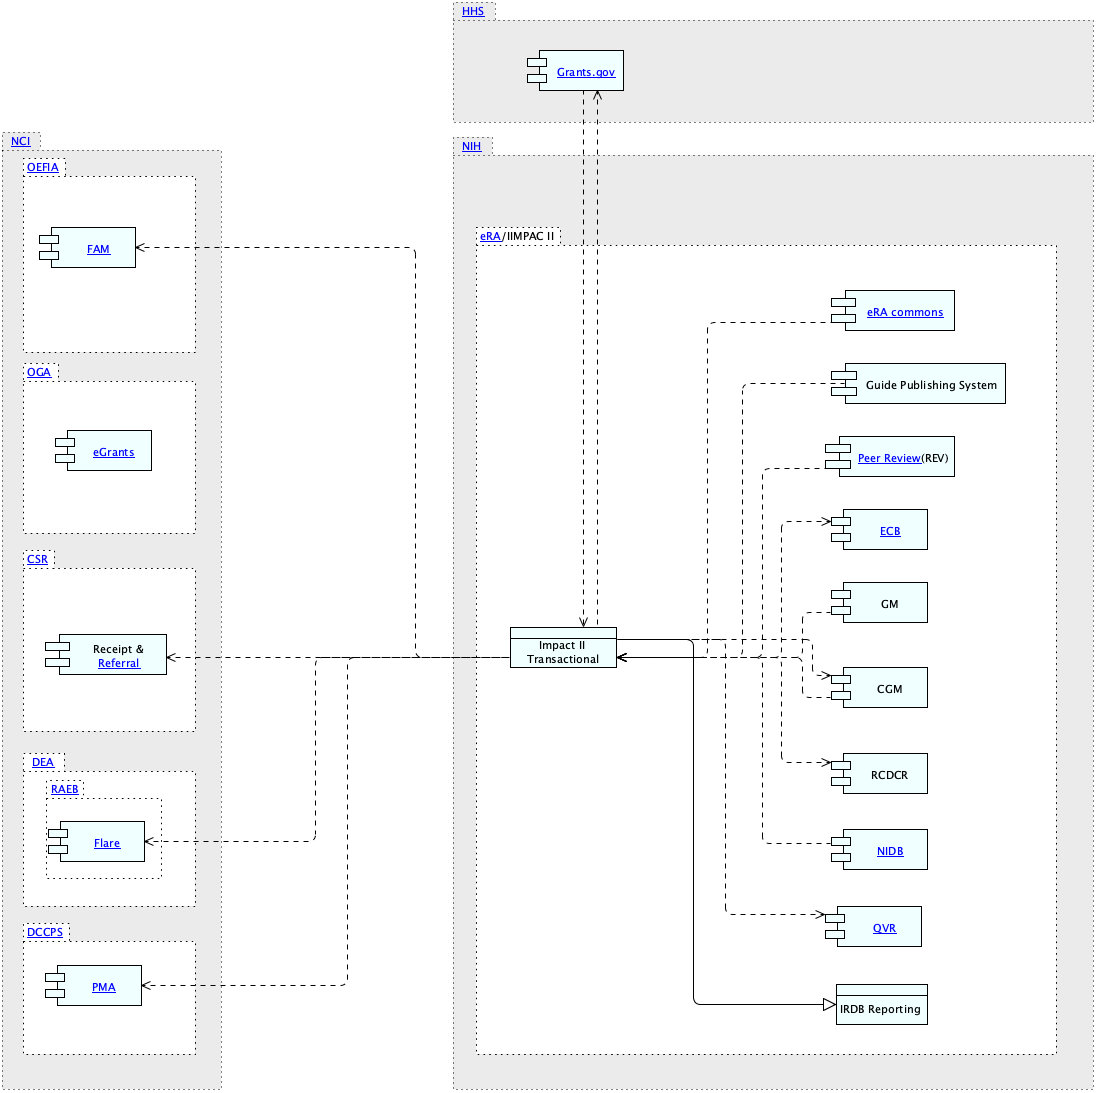 HHS
Grants.gov
NCI
OEFIA
FAM
OGA
eGrants
CSR
Receipt &
Referral
DEA
RAEB
Flare
DCCPS
PMA
NIH
eRA/IIMPAC II
eRA commons
Guide Publishing System
Peer Review(REV)
ECB
GM
Impact II
Transactional
CGM
RCDCR
NIDB
QVR
IRDB Reporting